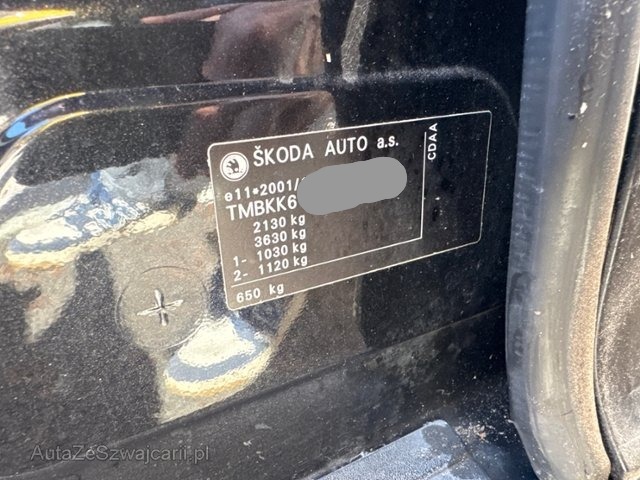 ŠKODA AUTO a.s.
CDAA
e11*2001/
TMBKK6
2130 kg
3630 kg
1- 1030 kg
2- 1120 kg
650 kg
AutaZeSzwajcarii.pl